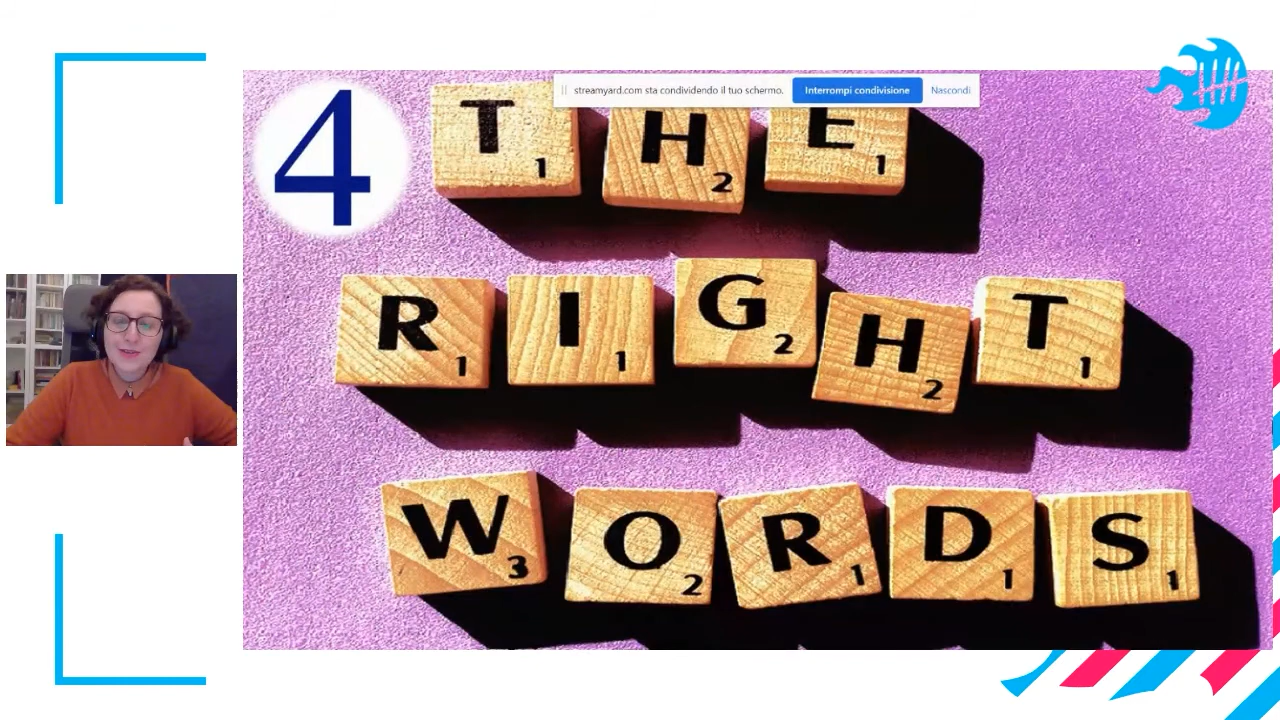 4
streamyard.com sta condividendo il tuo schermo. Interrompi condivisione Nascondi
T1 H2 E1
R1 I1 G2 H2 T1
W3 O2 R1 D1 S1